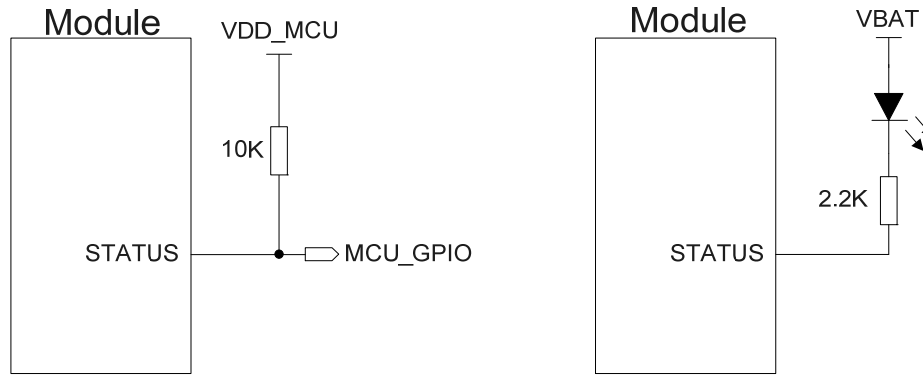 Module
VDD_MCU
10K
STATUS
MCU_GPIO
Module
VBAT
2.2K
STATUS